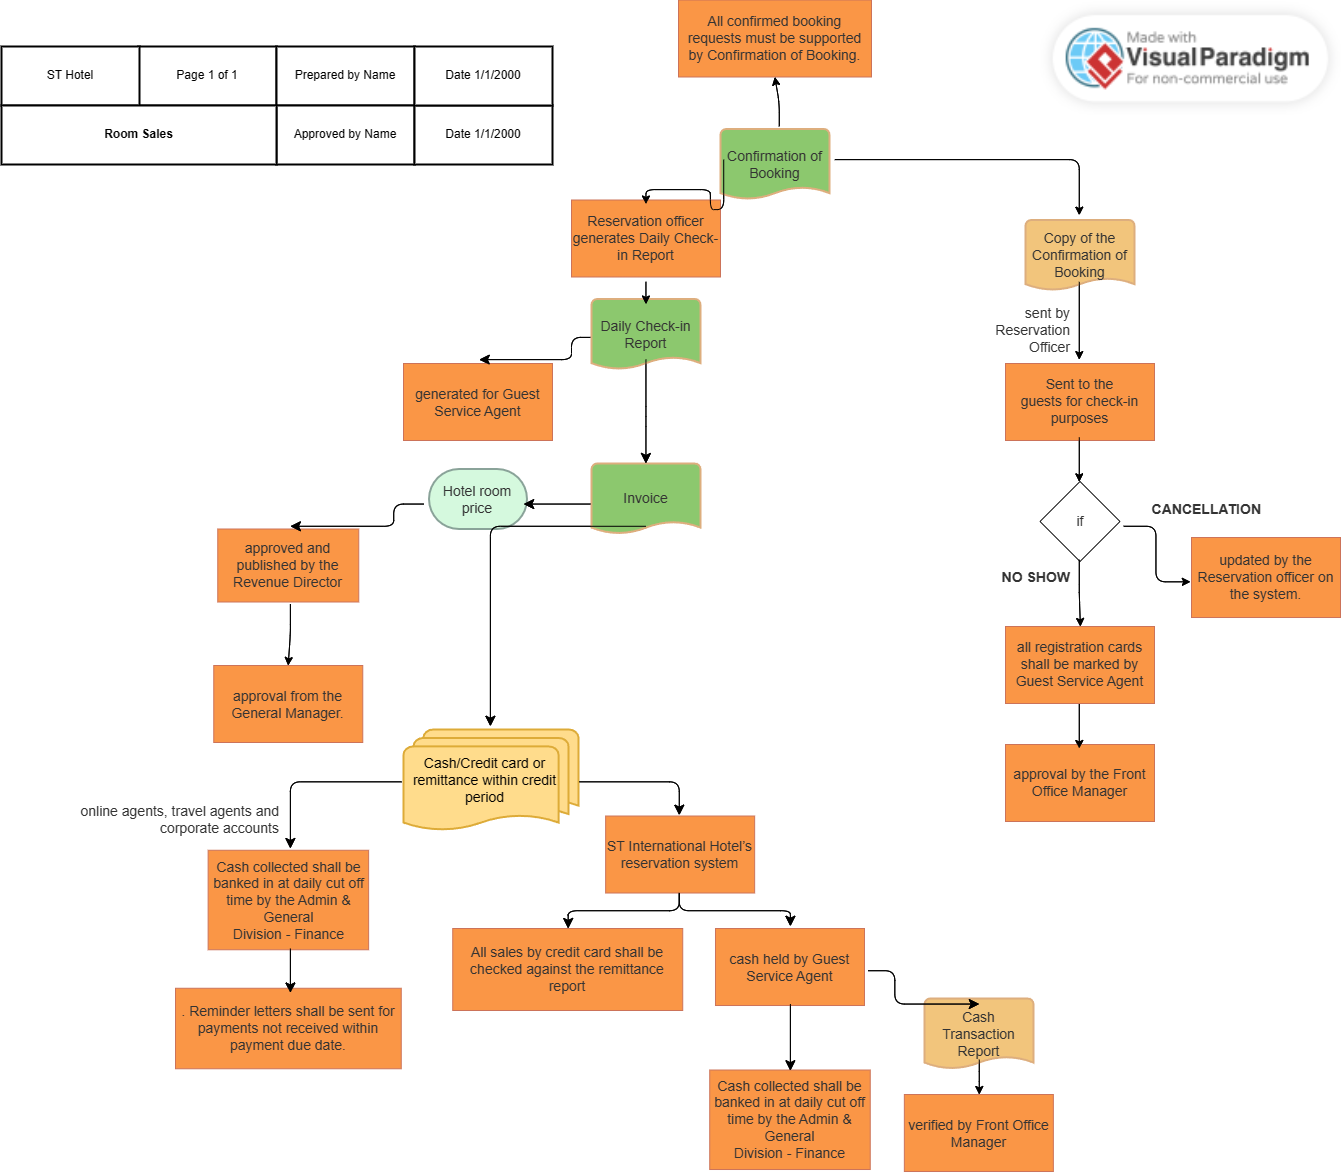 All confirmed booking
requests must be supported
by Confirmation of Booking.
Made with
Visual Paradigm
For non-commercial use
ST Hotel
Page 1 of 1
Prepared by Name
Date 1/1/2000
Room Sales
Approved by Name
Date 1/1/2000
Confirmation of
Booking
Reservation officer
generates Daily Check-
in Report
Copy of the
Confirmation of
Booking
sent by
Reservation
Officer
Daily Check-in
Report
generated for Guest
Service Agent
Sent to the
guests for check-in
purposes
Hotel room
price
Invoice
if
CANCELLATION
approved and
published by the
Revenue Director
updated by the
Reservation officer on
the system.
NO SHOW
all registration cards
shall be marked by
Guest Service Agent
approval from the
General Manager.
approval by the Front
Office Manager
Cash/Credit card or
remittance within credit
period
online agents, travel agents and
corporate accounts
ST International Hotel's
reservation system
Cash collected shall be
banked in at daily cut off
time by the Admin &
General
Division - Finance
All sales by credit card shall be
checked against the remittance
report
cash held by Guest
Service Agent
. Reminder letters shall be sent for
payments not received within
payment due date.
Cash
Transaction
Report
Cash collected shall be
banked in at daily cut off
time by the Admin &
General
Division - Finance
verified by Front Office
Manager